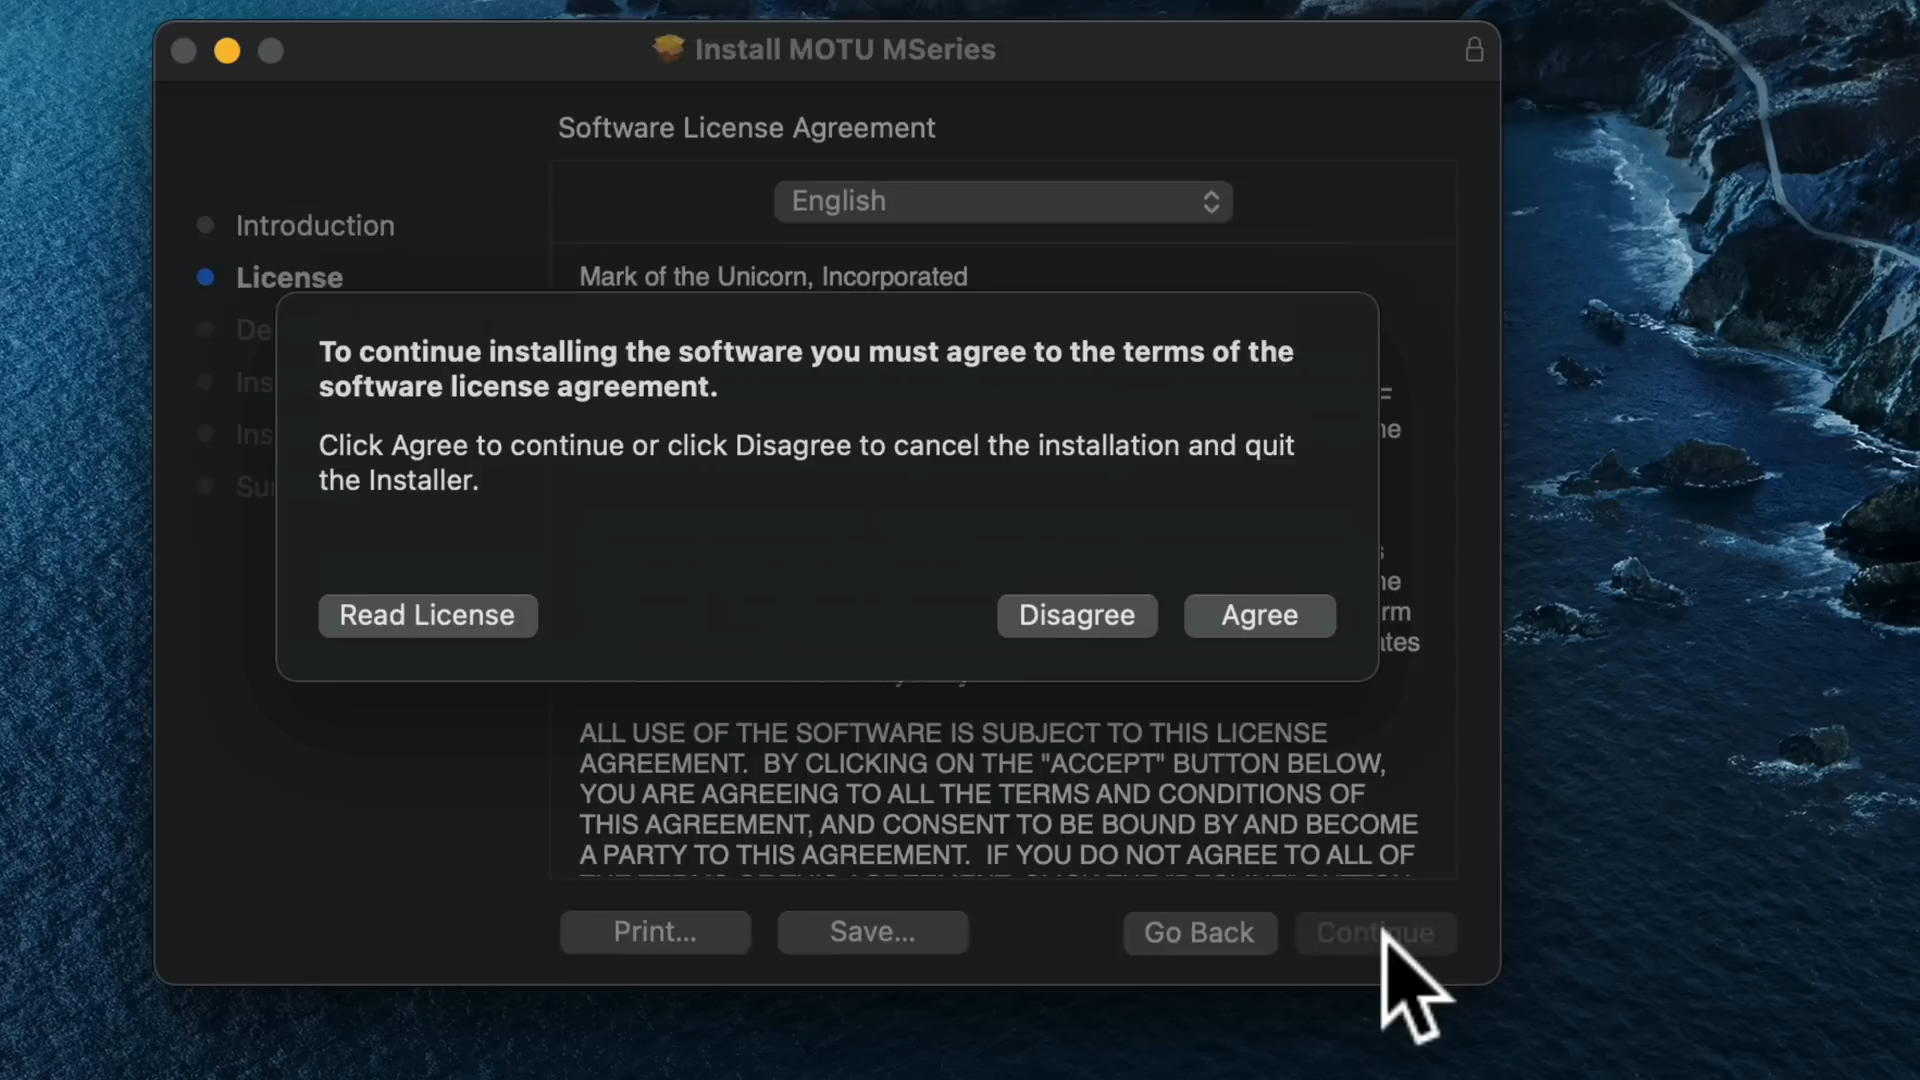 Install MOTU MSeries
Software License Agreement
English
Introduction
License
Mark of the Unicorn, Incorporated
To continue installing the software you must agree to the terms of the
software license agreement.
Click Agree to continue or click Disagree to cancel the installation and quit
the Installer.
Read License
Disagree
Agree
ALL USE OF THE SOFTWARE IS SUBJECT TO THIS LICENSE
AGREEMENT. BY CLICKING ON THE "ACCEPT" BUTTON BELOW,
YOU ARE AGREEING TO ALL THE TERMS AND CONDITIONS OF
THIS AGREEMENT, AND CONSENT TO BE BOUND BY AND BECOME
A PARTY TO THIS AGREEMENT. IF YOU DO NOT AGREE TO ALL OF
Print...
Save...
Go Back
Continue